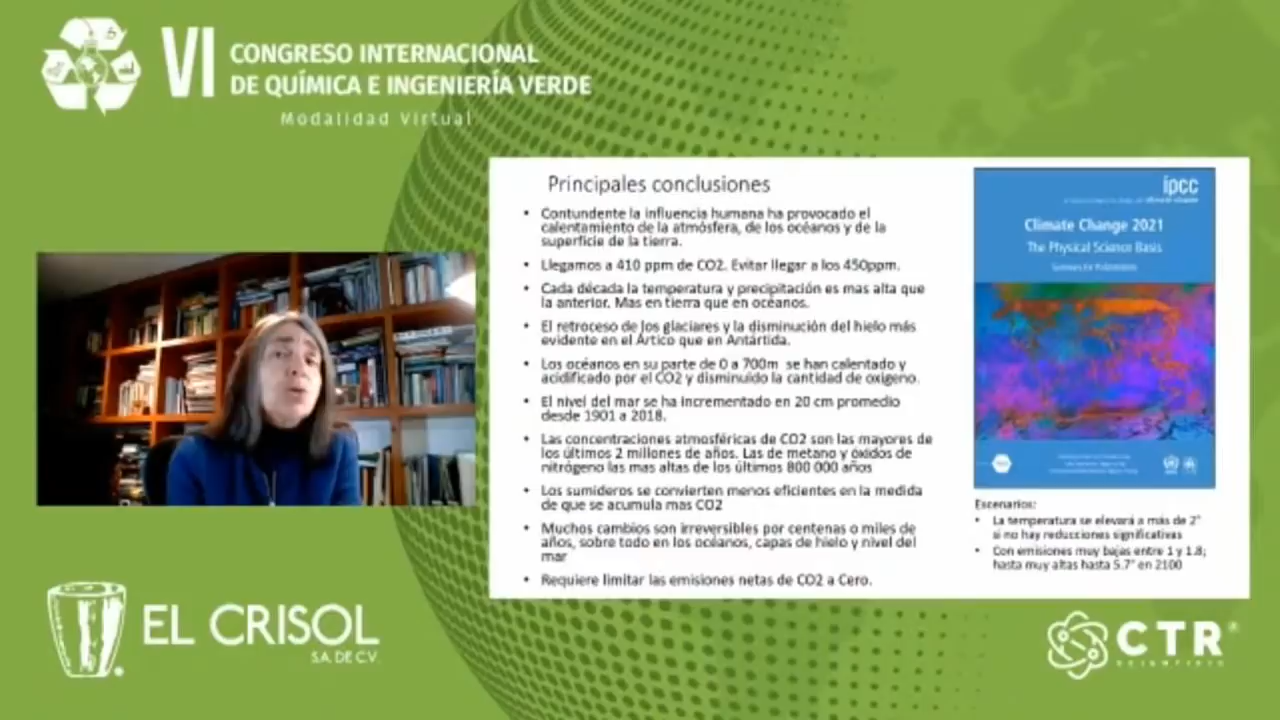 VI CONGRESO INTERNACIONAL
DE QUÍMICA E INGENIERÍA VERDE
Modalidad Virtual
Principales conclusiones
• Contundente la influencia humana ha provocado el
calentamiento de la atmósfera, de los océanos y de la
superficie de la tierra.
• Llegamos a 410 ppm de CO2. Evitar llegar a los 450ppm.
• Cada década la temperatura y precipitación es mas alta que
la anterior. Mas en tierra que en océanos.
• El retroceso de los glaciares y la disminución del hielo más
evidente en el Ártico que en Antártida.
• Los océanos en su parte de 0 a 700m se han calentado y
acidificado por el CO2 y disminuido la cantidad de oxigeno.
• El nivel del mar se ha incrementado en 20 cm promedio
desde 1901 a 2018.
• Las concentraciones atmosféricas de CO2 son las mayores de
los últimos 2 millones de años. Las de metano y óxidos de
nitrógeno las mas altas de los últimos 800 000 años
• Los sumideros se convierten menos eficientes en la medida
de que se acumula mas CO2
• Muchos cambios son irreversibles por centenas o miles de
años, sobre todo en los océanos, capas de hielo y nivel del
mar
• Requiere limitar las emisiones netas de CO2 a Cero.
ipcc
Climate Change 2021
The Physical Science Basis
Escenarios:
• La temperatura se elevará a más de 2°
si no hay reducciones significativas
• Con emisiones muy bajas entre 1 y 1.8;
hasta muy altas hasta 5.7° en 2100
EL CRISOL
S.A. DE C.V.
CTR
SCIENTIFIC